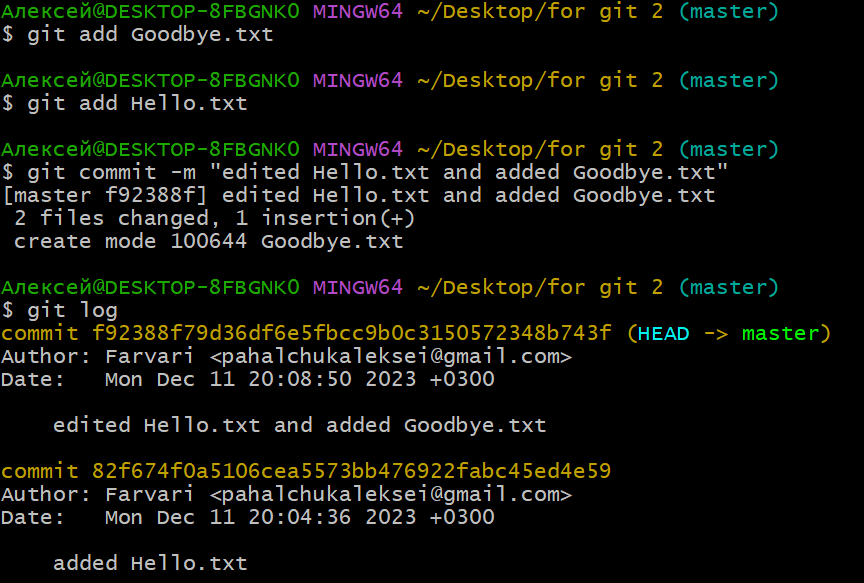 Алексей@DESKTOP-8FBGNK0 MINGW64 ~/Desktop/for git 2 (master)
$ git add Goodbye.txt
Алексей@DESKTOP-8FBGNK0 MINGW64 ~/Desktop/for git 2 (master)
$ git add Hello.txt
Алексей@DESKTOP-8FBGNK0 MINGW64 ~/Desktop/for git 2 (master)
$ git commit -m "edited Hello.txt and added Goodbye.txt"
[master f92388f] edited Hello.txt and added Goodbye.txt
 2 files changed, 1 insertion(+)
 create mode 100644 Goodbye.txt
Алексей@DESKTOP-8FBGNK0 MINGW64 ~/Desktop/for git 2 (master)
$ git log
commit f92388f79d36df6e5fbcc9b0c3150572348b743f (HEAD -> master)
Author: Farvari <pahalchukaleksei@gmail.com>
Date:   Mon Dec 11 20:08:50 2023 +0300
    edited Hello.txt and added Goodbye.txt
commit 82f674f0a5106cea5573bb476922fabc45ed4e59
Author: Farvari <pahalchukaleksei@gmail.com>
Date:   Mon Dec 11 20:04:36 2023 +0300
    added Hello.txt